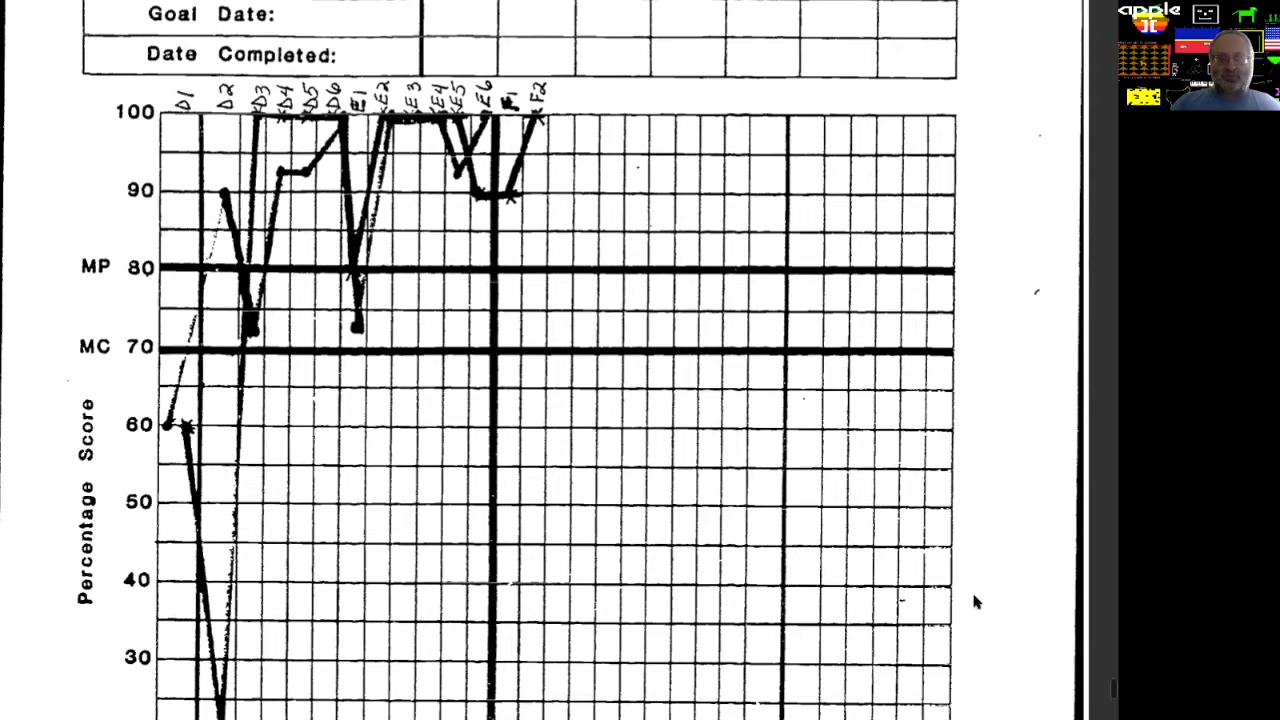 Goal Date:
Date Completed:
D1 D2 D3 D4 D5 D6 E1 E2 E3 E4 E5 E6 F1 F2
100
90
MP 80
MC 70
60
50
40
30
Percentage Score
apple
][